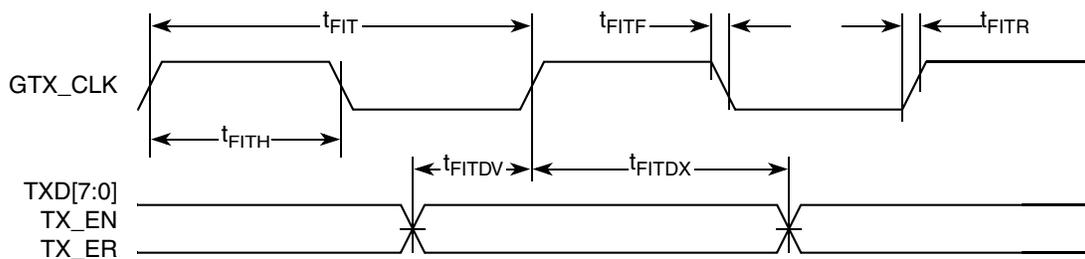 tFIT tFITF tFITR
GTX_CLK
tFITH
tFITDV tFITDX
TXD[7:0]
TX_EN
TX_ER